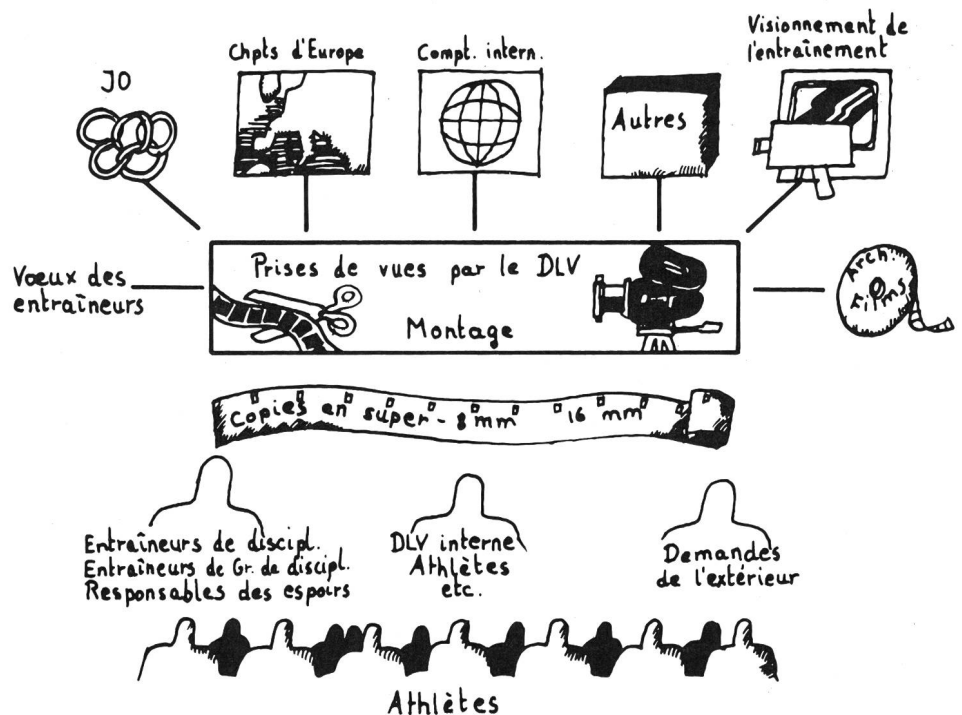 JO
Chpts d'Europe
Compt. intern.
Autres
Visionnement de
l'entraînement
Vœux des
entraîneurs
Prises de vues par le DLV
Montage
Arch.
Films
Copies en super-8mm 16 mm
Entraîneurs de discipl.
Entraîneurs de Gr. de discipl.
Responsables des espoirs
DLV interne
Athlètes
etc.
Demandes
de l'extérieur
Athlètes